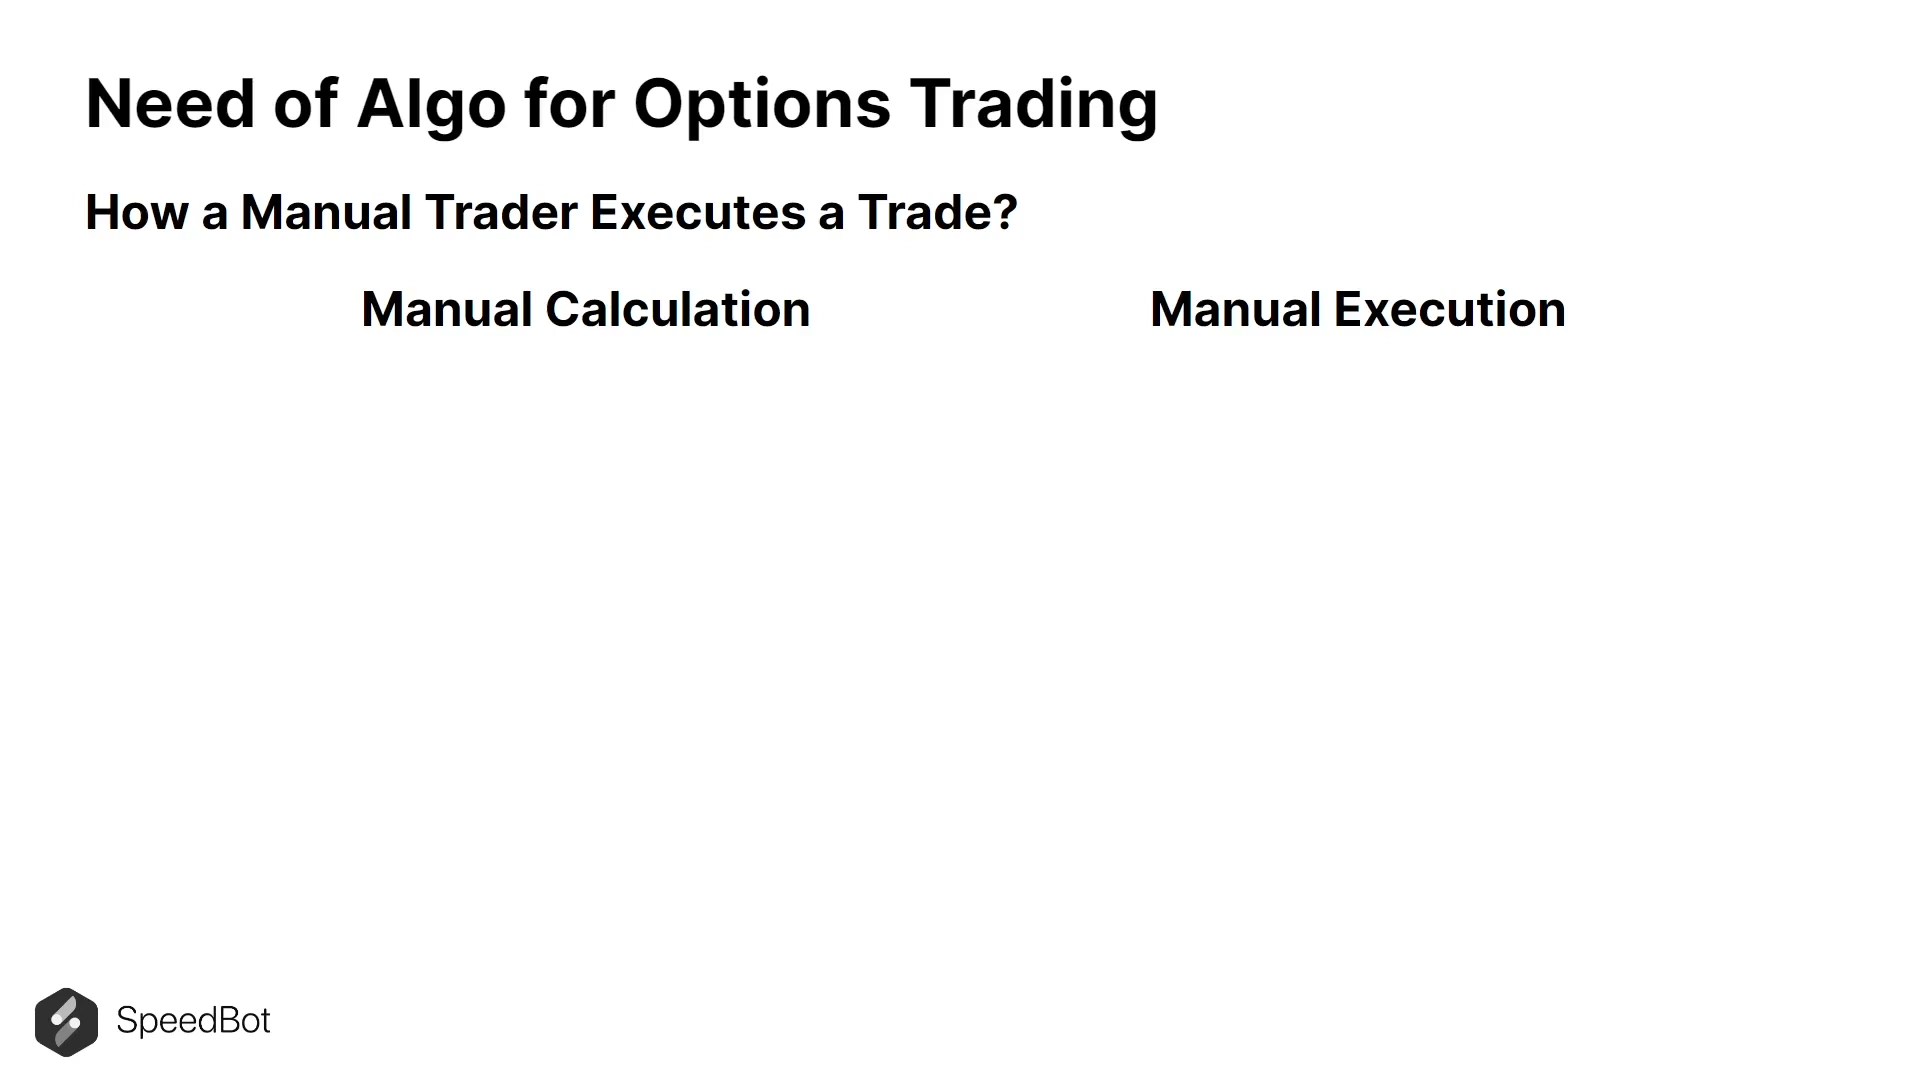 Need of Algo for Options Trading
How a Manual Trader Executes a Trade?
Manual Calculation
Manual Execution
SpeedBot